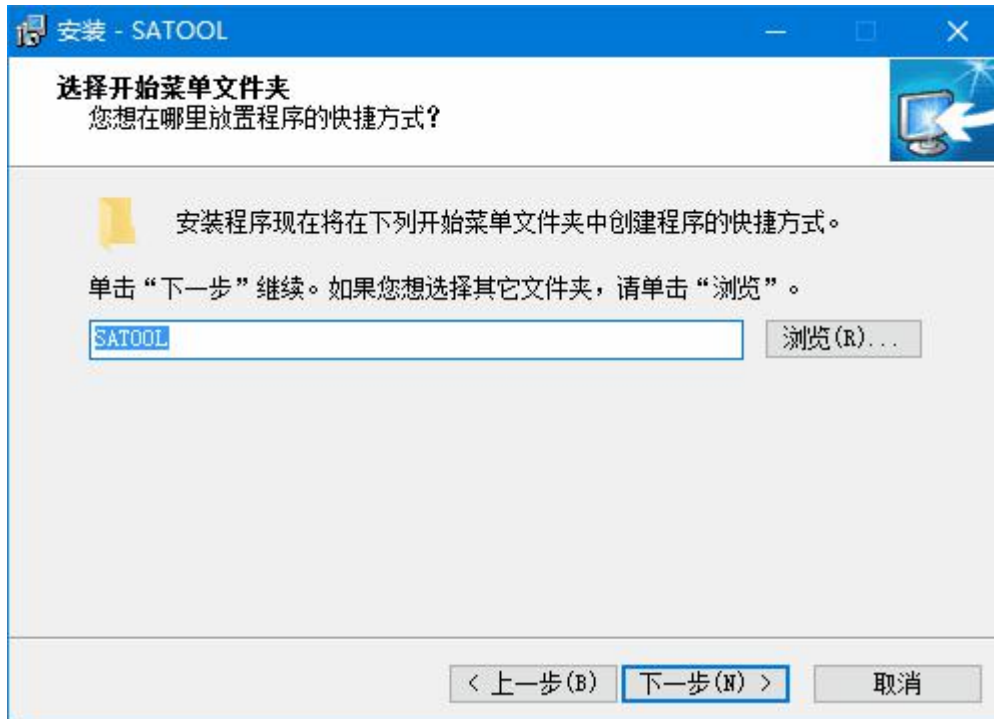 安装 - SATOOL
选择开始菜单文件夹
您想在哪里放置程序的快捷方式?
安装程序现在将在下列开始菜单文件夹中创建程序的快捷方式。
单击“下一步”继续。如果您想选择其它文件夹，请单击“浏览”。
SATOOL
浏览(R)...
< 上一步(B)
下一步(N) >
取消